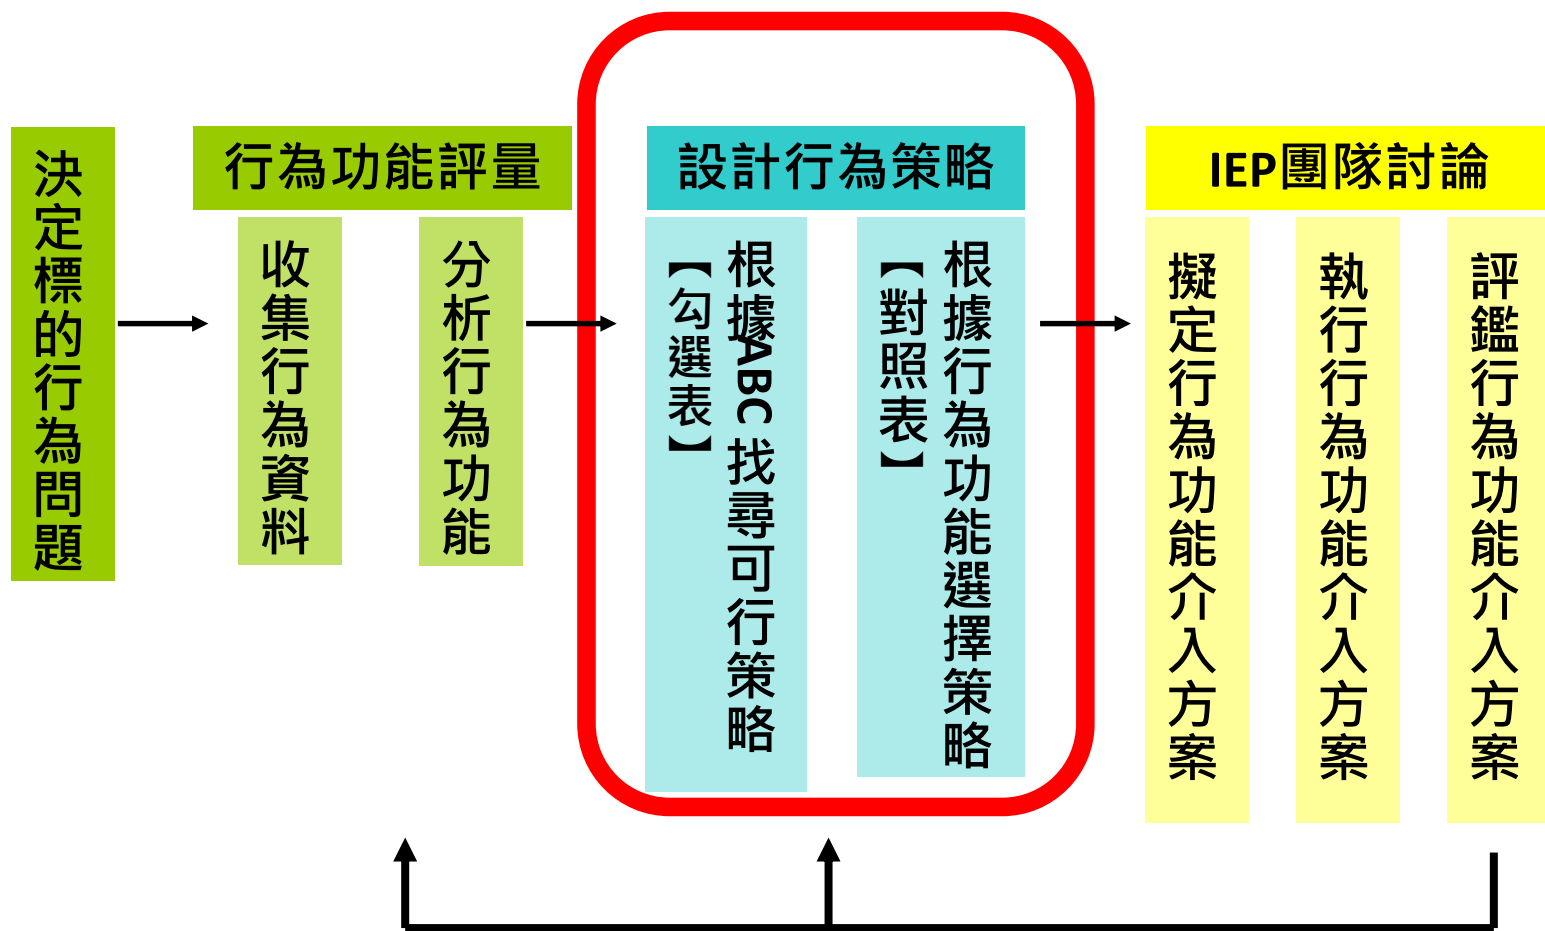 決定標的行為問題
行為功能評量
收集行為資料
分析行為功能
設計行為策略
根據ABC 找尋可行策略
【勾選表】
根據行為功能選擇策略
【對照表】
IEP團隊討論
擬定行為功能介入方案
執行行為功能介入方案
評鑑行為功能介入方案